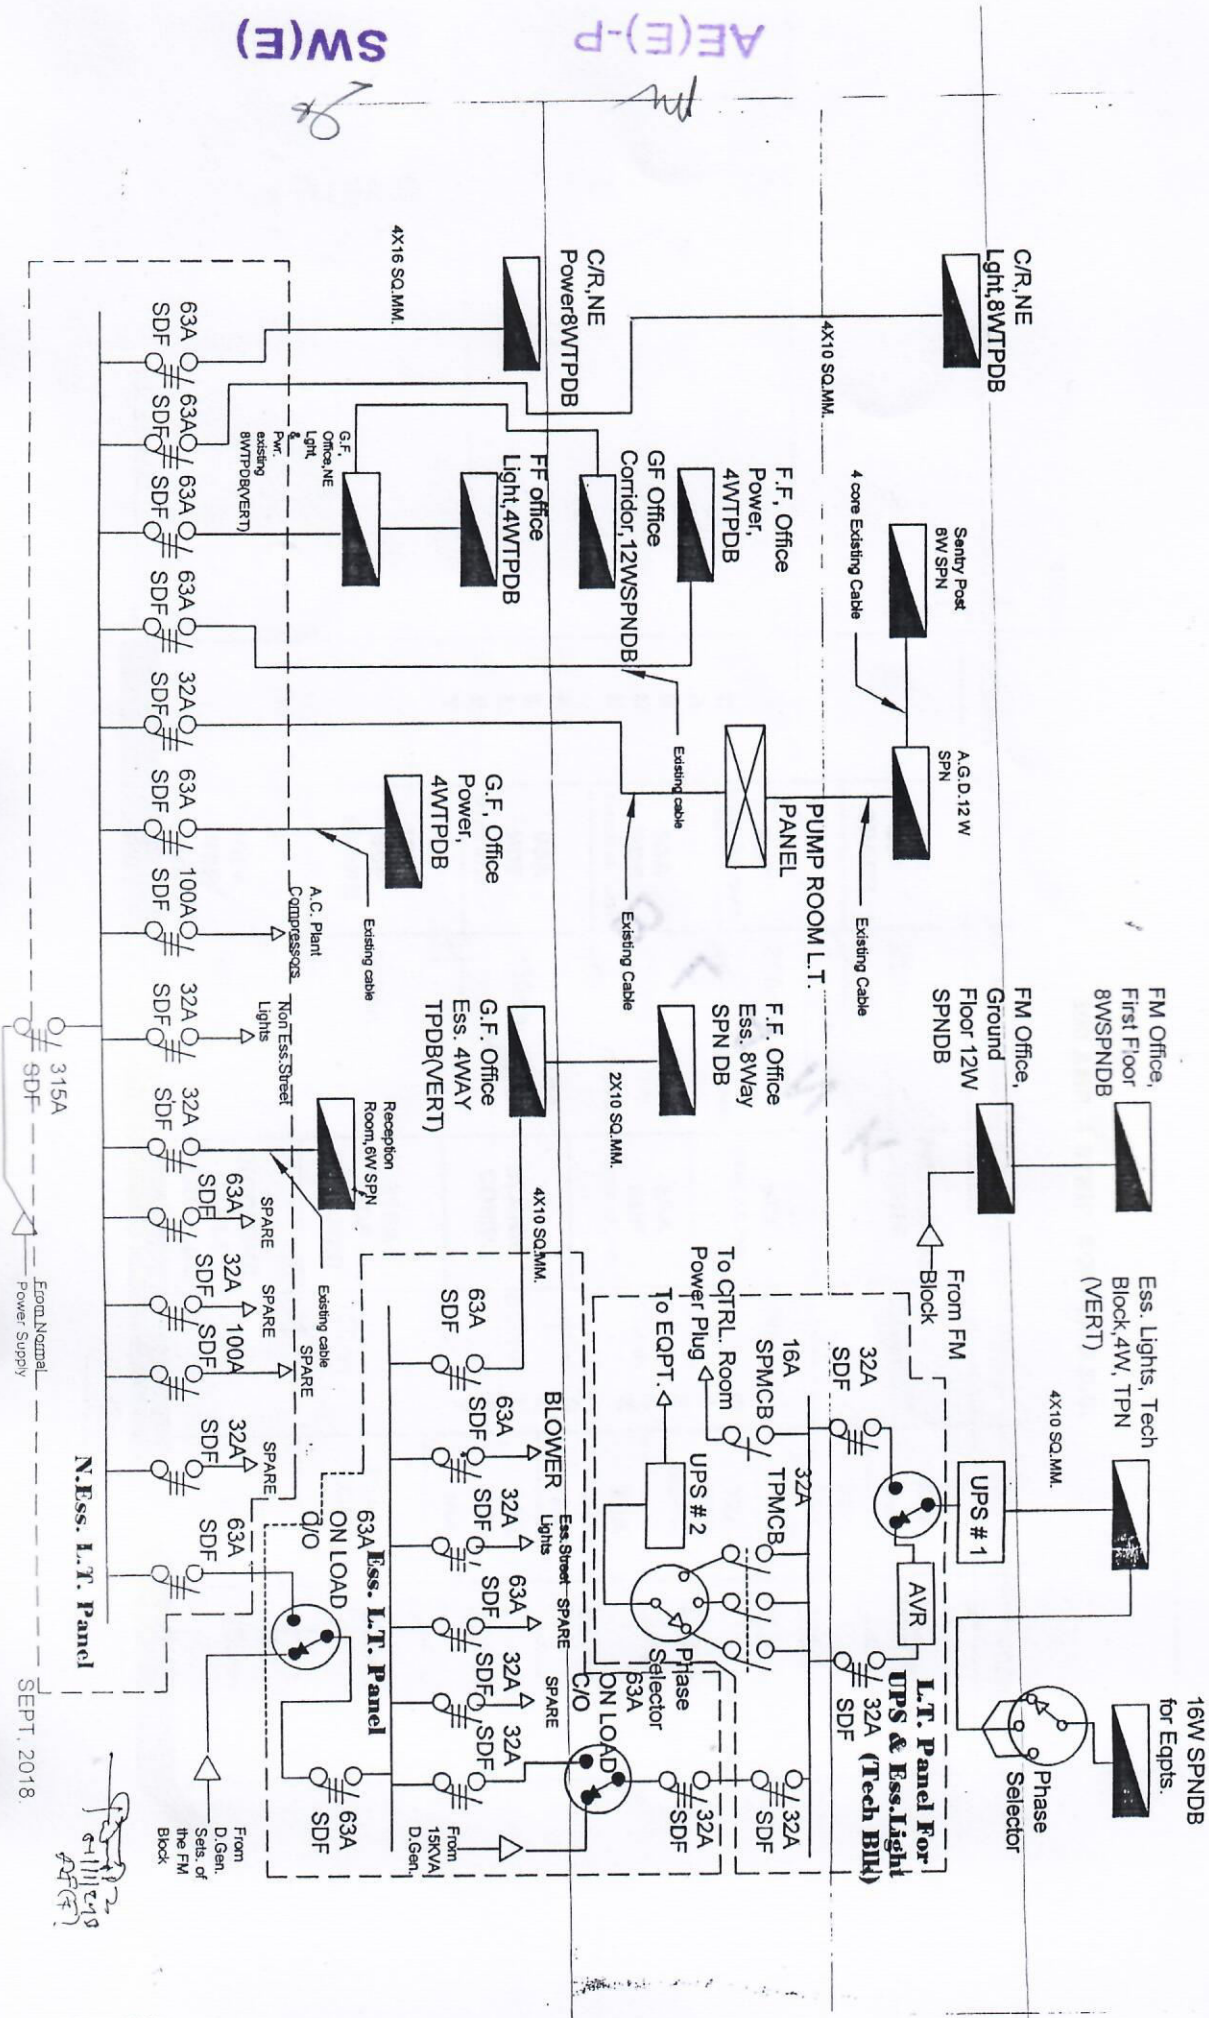 SW(E)
AE(E)-P
C/R,NE
Lght,8WTPDB
4X10 SQ.MM.
C/R,NE
Power8WTPDB
4X16 SQ.MM.
Sentry Post
6W SPN
4 core Existing Cable
A.G.D.12 W
SPN
Existing Cable
F.F, Office
Power,
4WTPDB
GF Office
Corridor,12WSPNDB
FF office
Light,4WTPDB
G.F,
Office,NE
Lght,
&
Pwr.
existing
8WTPDB(VERT)
Existing cable
PUMP ROOM L.T.
PANEL
Existing Cable
G.F, Office
Power,
4WTPDB
Existing cable
A.C. Plant
Compressors
Non Ess.Street
Lights
FM Office,
First Floor
8WSPNDB
FM Office,
Ground
Floor 12W
SPNDB
From FM
Block
F.F. Office
Ess. 8Way
SPN DB
2X10 SQ.MM.
G.F. Office
Ess. 4WAY
TPDB(VERT)
4X10 SQ.MM.
Reception
Room,6W SPN
Existing cable
63A
SDF
63A
SDF
63A
SDF
63A
SDF
32A
SDF
63A
SDF
100A
SDF
32A
SDF
32A
SDF
63A
SDF
SPARE
32A
SDF
SPARE
100A
SDF
SPARE
32A
SDF
SPARE
63A
SDF
315A
SDF
From Normal
Power Supply
N.Ess. L.T. Panel
Ess. Lights, Tech
Block,4W, TPN
(VERT)
4X10 SQ.MM.
16W SPNDB
for Eqpts.
Phase
Selector
UPS # 1
AVR
L.T. Panel For
UPS & Ess.Light
(Tech Blk)
32A
SDF
32A
SDF
16A
SPMCB
32A
TPMCB
To CTRL. Room
Power Plug
To EQPT.
UPS # 2
Phase
Selector
32A
SDF
32A
SDF
63A
ON LOAD
C/O
63A
SDF
BLOWER
63A
SDF
Ess.Street
Lights
32A
SDF
SPARE
63A
SDF
SPARE
32A
SDF
32A
SDF
From
15KVA
D.Gen.
Ess. L.T. Panel
63A
ON LOAD
C/O
63A
SDF
From
D.Gen.
Sets. of
the FM
Block
SEPT, 2018.